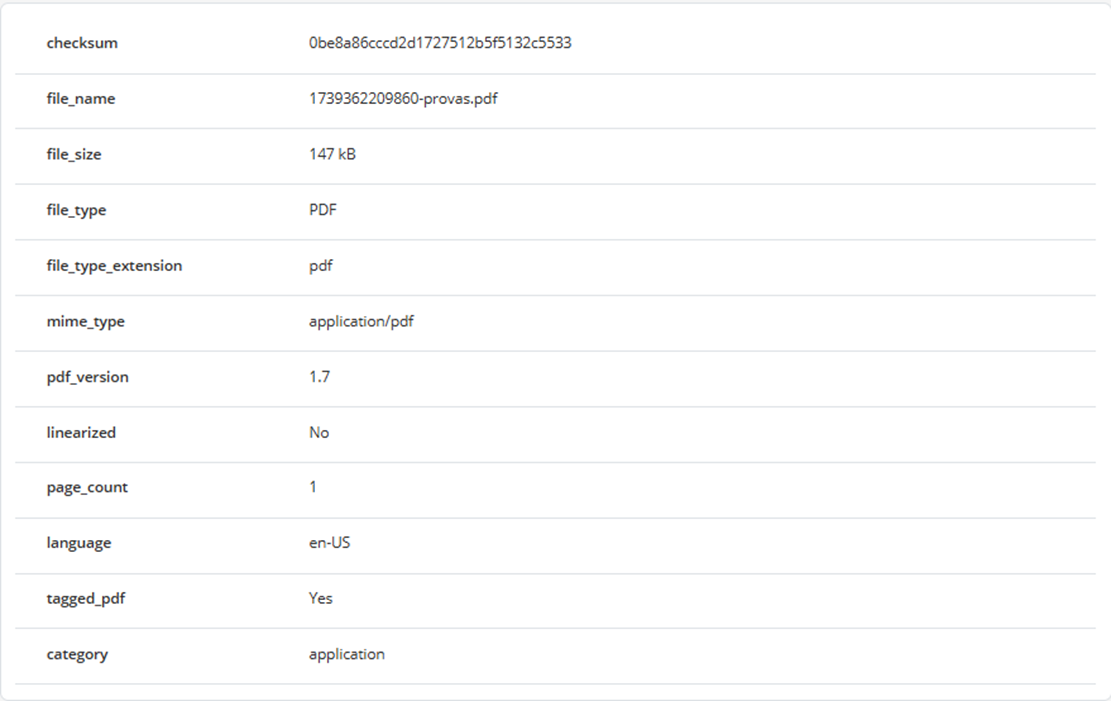 checksum 0be8a86cccd2d1727512b5f5132c5533
file_name 1739362209860-provas.pdf
file_size 147 kB
file_type PDF
file_type_extension pdf
mime_type application/pdf
pdf_version 1.7
linearized No
page_count 1
language en-US
tagged_pdf Yes
category application